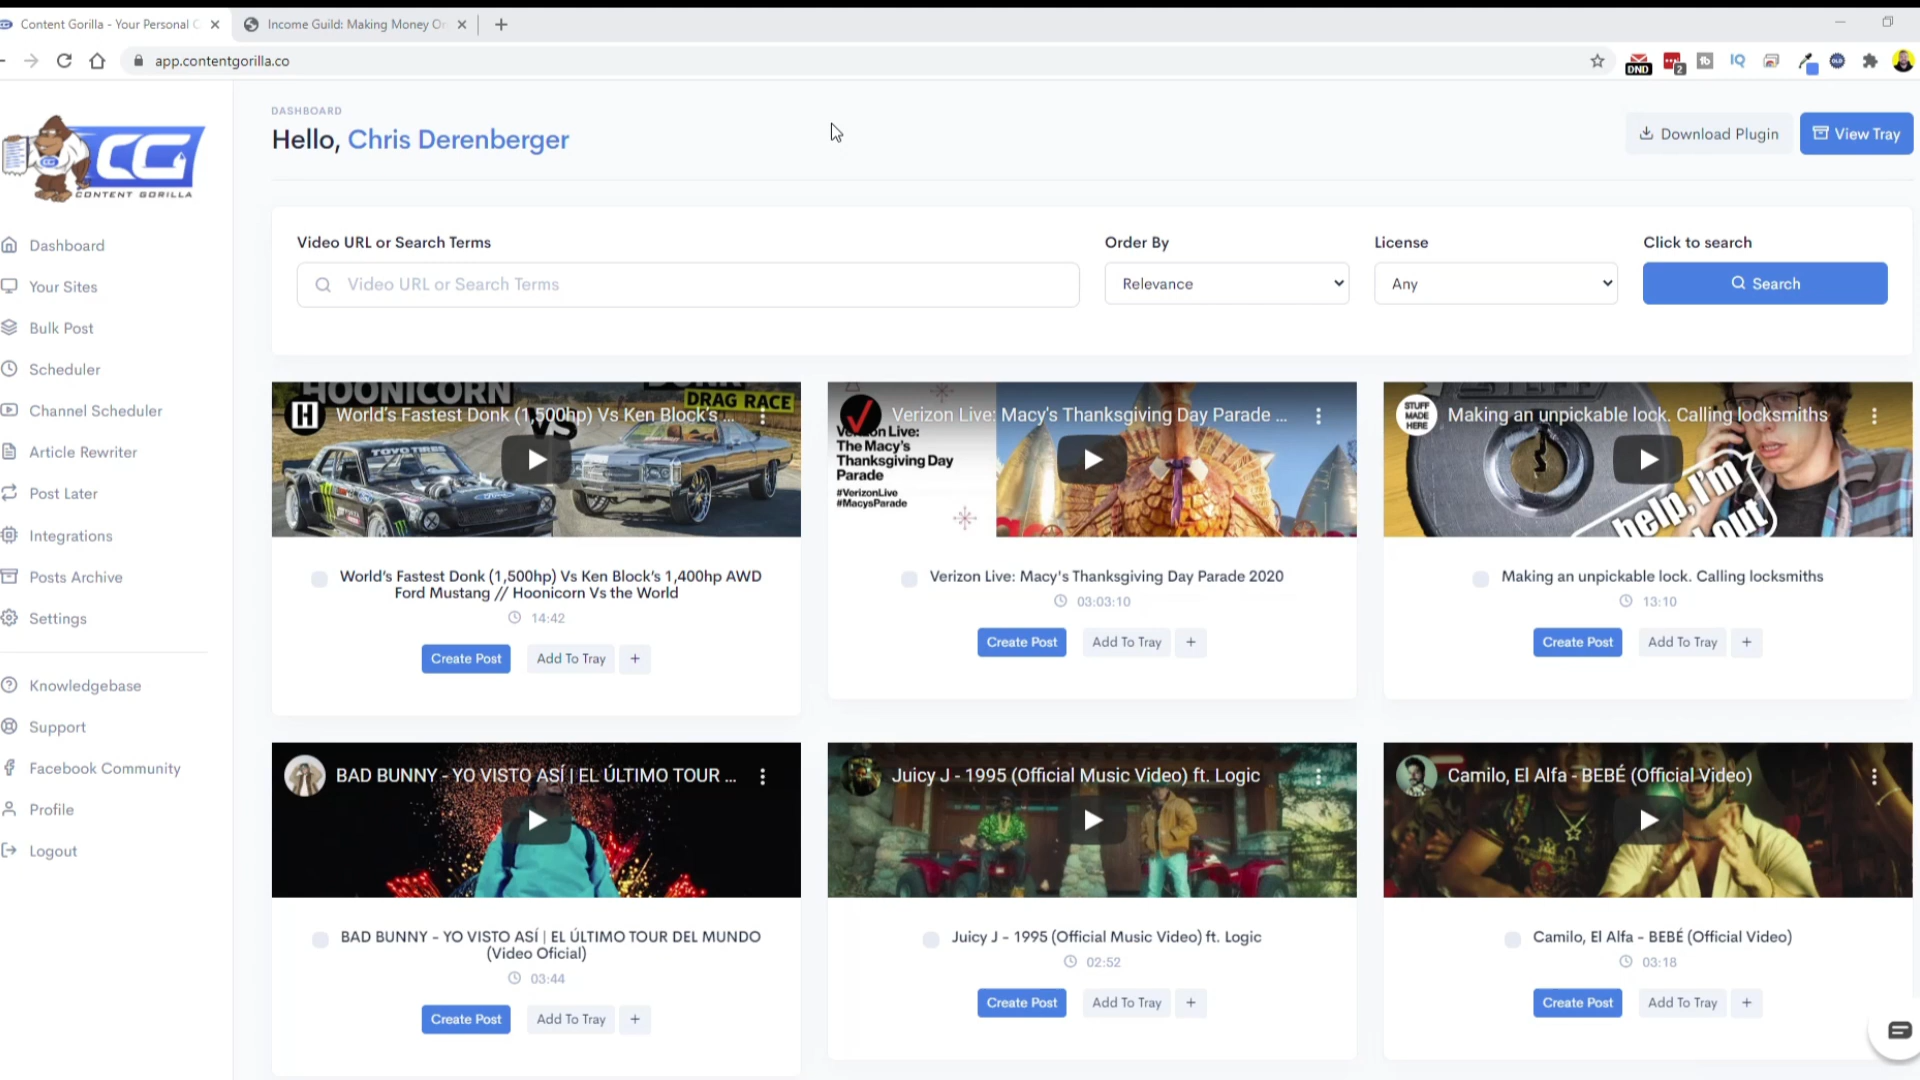 Content Gorilla - Your Personal C
Income Guild: Making Money O
app.contentgorilla.co
DND
2
IQ
CG
CONTENT GORILLA
DASHBOARD
Hello, Chris Derenberger
Download Plugin
View Tray
Dashboard
Your Sites
Bulk Post
Scheduler
Channel Scheduler
Article Rewriter
Post Later
Integrations
Posts Archive
Settings
Knowledgebase
Support
Facebook Community
Profile
Logout
Video URL or Search Terms
Order By
License
Click to search
Video URL or Search Terms
Relevance
Any
Search
HOONICORN
VS
DRAG RACE
H
World's Fastest Donk (1,500hp) Vs Ken Block's ...
TOYO TIRES
World's Fastest Donk (1,500hp) Vs Ken Block's 1,400hp AWD
Ford Mustang // Hoonicorn Vs the World
14:42
Create Post
Add To Tray
+
Verizon Live: Macy's Thanksgiving Day Parade ...
Verizon Live:
The Macy's
Thanksgiving Day
Parade
#VerizonLive
#MacysParade
Verizon Live: Macy's Thanksgiving Day Parade 2020
03:03:10
Create Post
Add To Tray
+
STUFF
MADE
HERE
Making an unpickable lock. Calling locksmiths
help, I'm
out
Making an unpickable lock. Calling locksmiths
13:10
Create Post
Add To Tray
+
BAD BUNNY - YO VISTO ASÍ | EL ÚLTIMO TOUR ...
BAD BUNNY - YO VISTO ASÍ | EL ÚLTIMO TOUR DEL MUNDO
(Video Oficial)
03:44
Create Post
Add To Tray
+
Juicy J - 1995 (Official Music Video) ft. Logic
Juicy J - 1995 (Official Music Video) ft. Logic
02:52
Create Post
Add To Tray
+
Camilo, El Alfa - BEBÉ (Official Video)
Camilo, El Alfa - BEBÉ (Official Video)
03:18
Create Post
Add To Tray
+